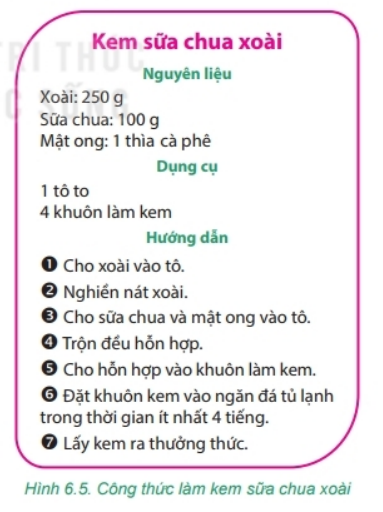 TRI THỨC
C SỐNG
Kem sữa chua xoài
Nguyên liệu
Xoài: 250 g
Sữa chua: 100 g
Mật ong: 1 thìa cà phê
Dụng cụ
1 tô to
4 khuôn làm kem
Hướng dẫn
❶ Cho xoài vào tô.
❷ Nghiền nát xoài.
❸ Cho sữa chua và mật ong vào tô.
❹ Trộn đều hỗn hợp.
❺ Cho hỗn hợp vào khuôn làm kem.
❻ Đặt khuôn kem vào ngăn đá tủ lạnh
trong thời gian ít nhất 4 tiếng.
❼ Lấy kem ra thưởng thức.
Hình 6.5. Công thức làm kem sữa chua xoài